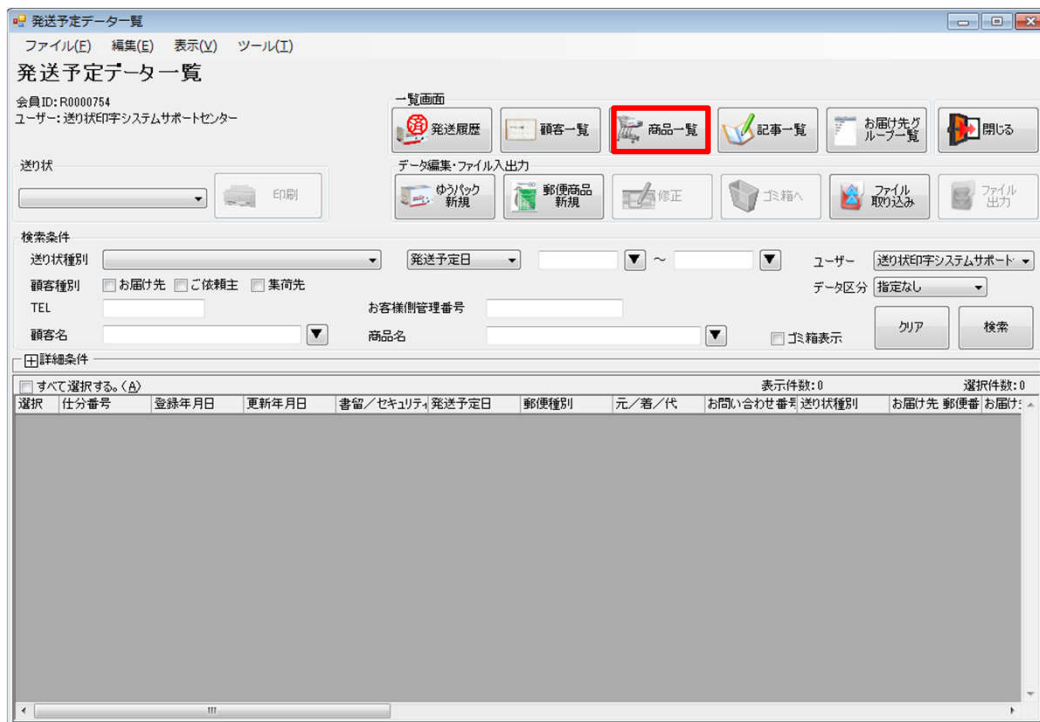 発送予定データ一覧
ファイル(F) 編集(E) 表示(V) ツール(T)
発送予定データ一覧
会員ID:R0000754
ユーザー:送り状印字システムサポートセンター
一覧画面
済 発送履歴 顧客一覧 商品一覧 記事一覧 お届け先グループ一覧 閉じる
送り状
印刷
データ編集・ファイル入出力
ゆうパック新規 郵便商品新規 修正 ゴミ箱へ ファイル取り込み ファイル出力
検索条件
送り状種別 発送予定日 ～ ユーザー 送り状印字システムサポート
顧客種別 お届け先 ご依頼主 集荷先 データ区分 指定なし
TEL お客様側管理番号
顧客名 商品名 ゴミ箱表示 クリア 検索
詳細条件
すべて選択する。(A) 表示件数:0 選択件数:0
選択 仕分番号 登録年月日 更新年月日 書留／セキュリティ 発送予定日 郵便種別 元／着／代 お問い合わせ番号 送り状種別 お届け先 郵便番 お届け